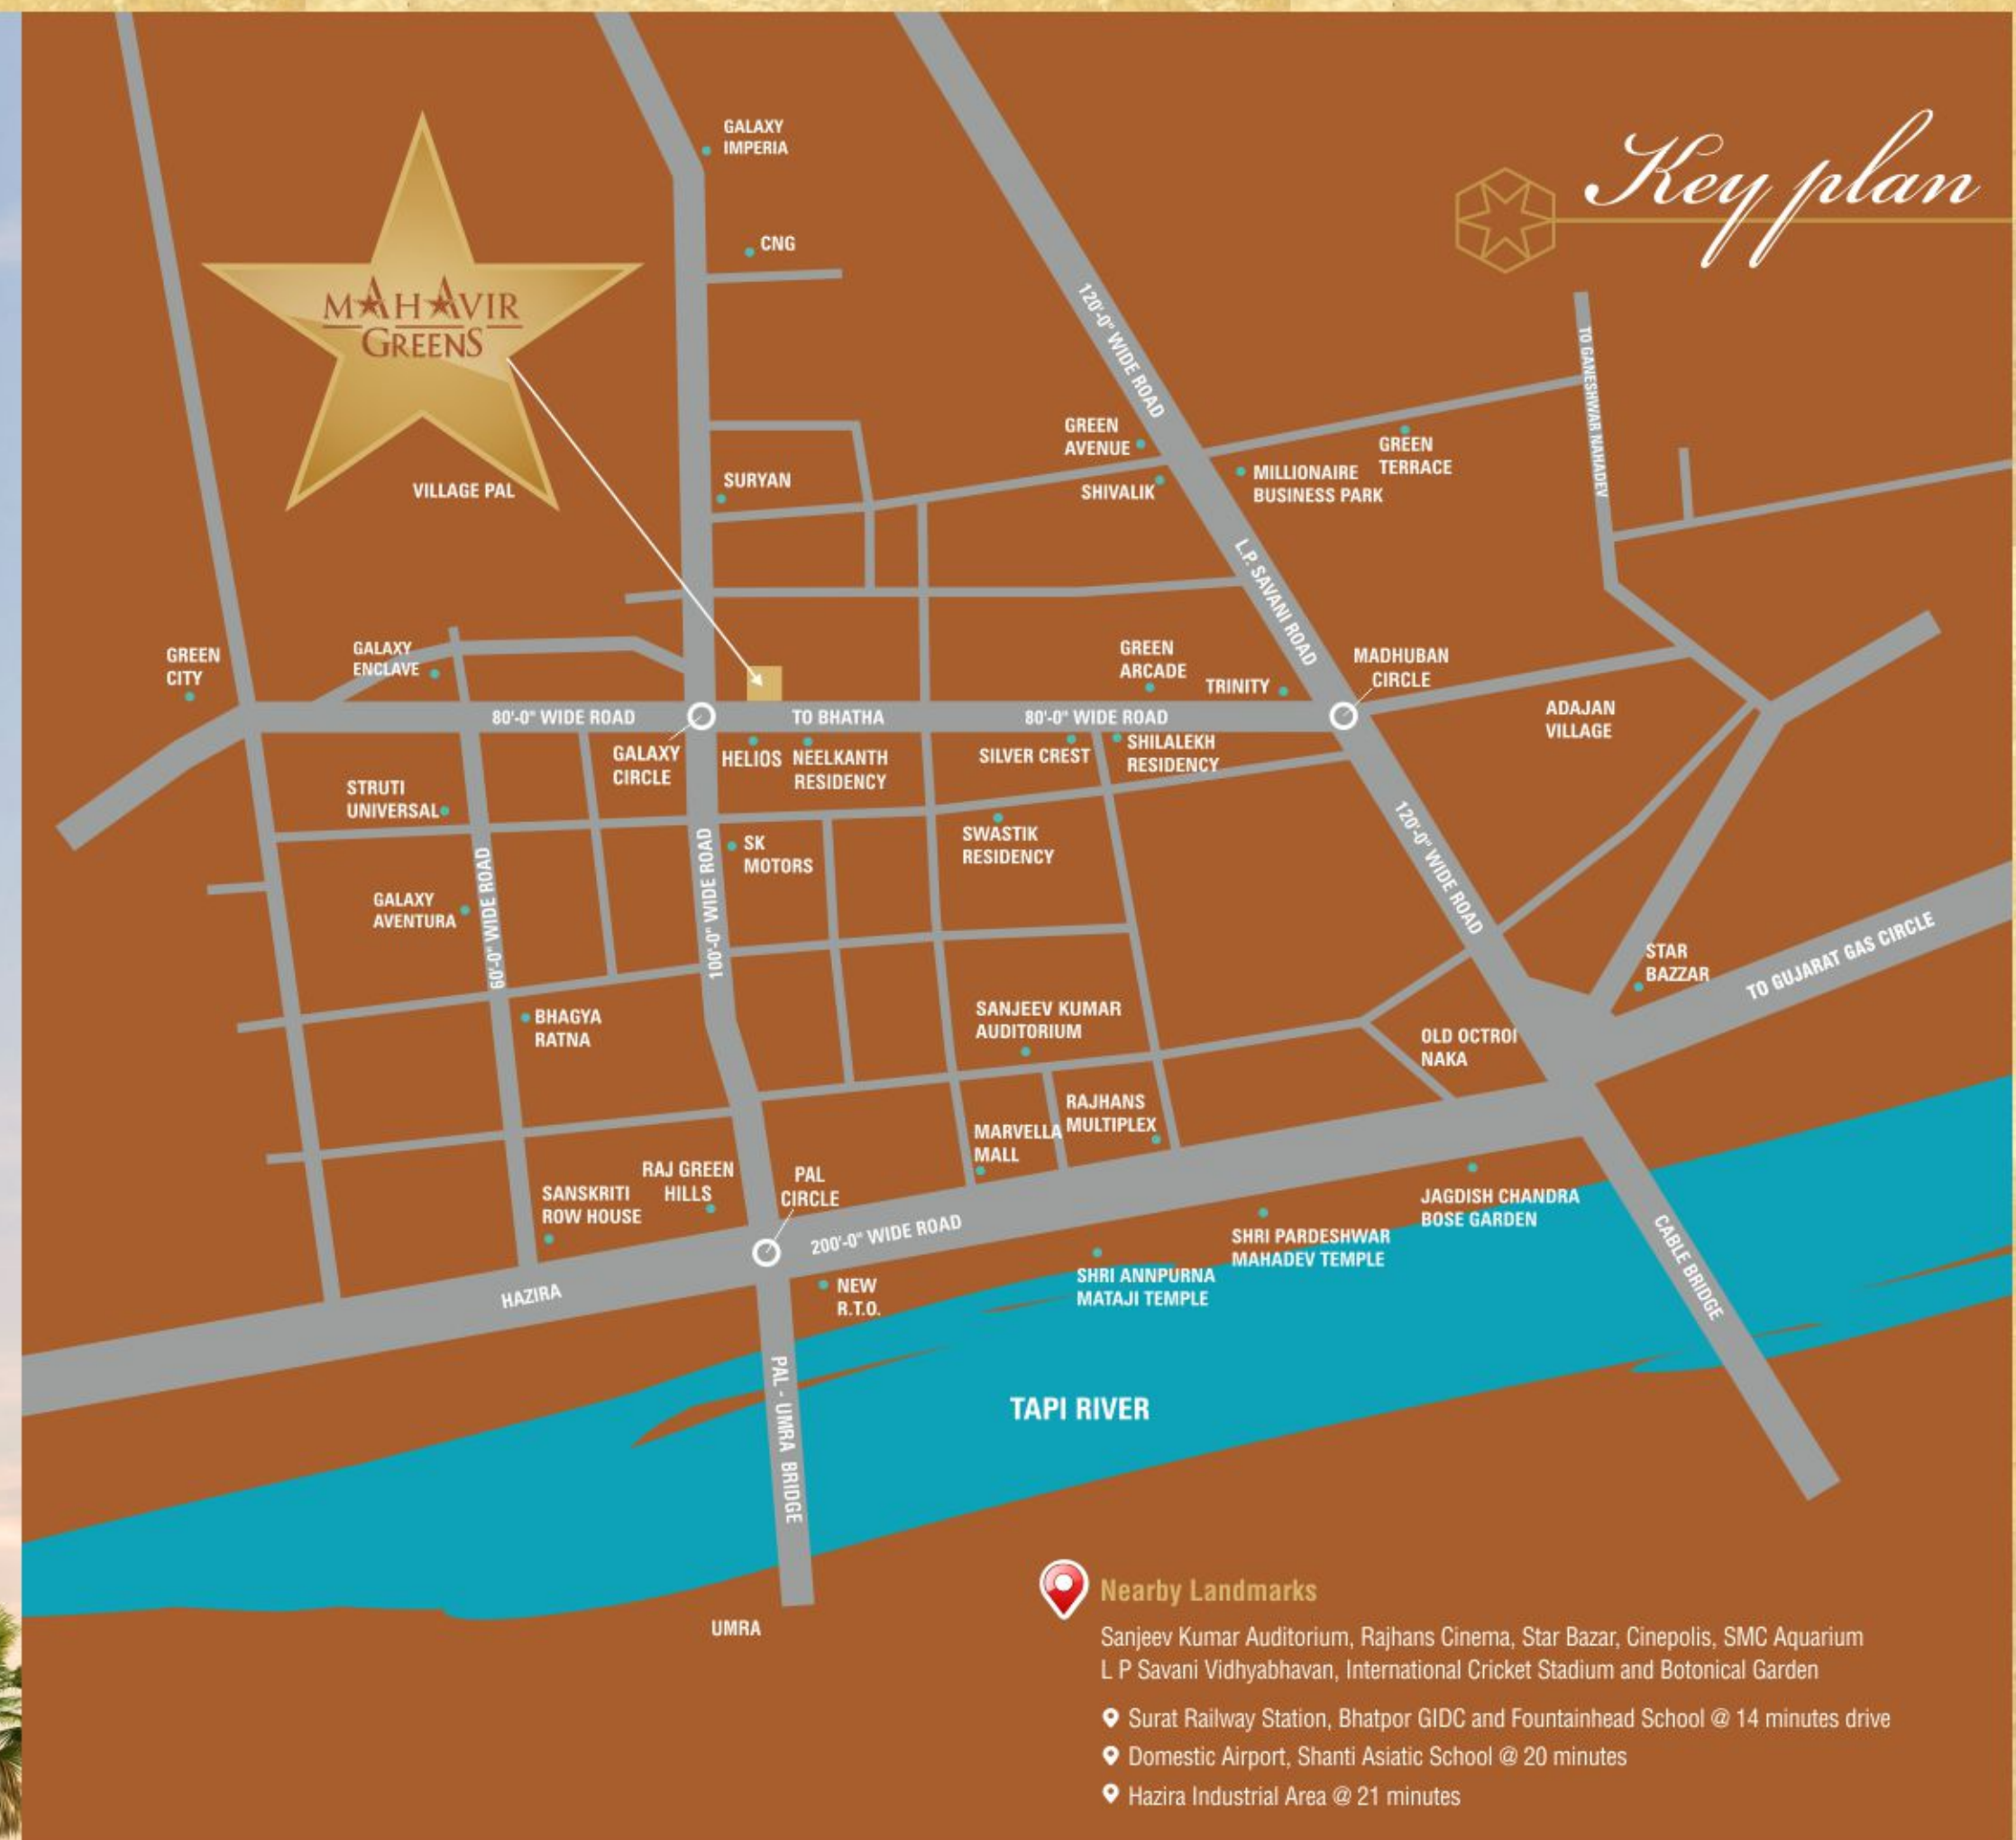 Key plan
GALAXY
IMPERIA
CNG
MAHAVIR
GREENS
VILLAGE PAL
120'-0" WIDE ROAD
TO GANESHWAR NAHADEV
GREEN
AVENUE
SHIVALIK
GREEN
TERRACE
MILLIONAIRE
BUSINESS PARK
SURYAN
L.P. SAVANI ROAD
GREEN
CITY
GALAXY
ENCLAVE
GREEN
ARCADE
TRINITY
MADHUBAN
CIRCLE
ADAJAN
VILLAGE
80'-0" WIDE ROAD
TO BHATHA
80'-0" WIDE ROAD
GALAXY
CIRCLE
HELIOS
NEELKANTH
RESIDENCY
SILVER CREST
SHILALEKH
RESIDENCY
STRUTI
UNIVERSAL
SK
MOTORS
SWASTIK
RESIDENCY
120'-0" WIDE ROAD
60'-0" WIDE ROAD
100'-0" WIDE ROAD
GALAXY
AVENTURA
STAR
BAZZAR
TO GUJARAT GAS CIRCLE
BHAGYA
RATNA
SANJEEV KUMAR
AUDITORIUM
OLD OCTROI
NAKA
RAJHANS
MULTIPLEX
MARVELLA
MALL
RAJ GREEN
HILLS
PAL
CIRCLE
SANSKRITI
ROW HOUSE
JAGDISH CHANDRA
BOSE GARDEN
200'-0" WIDE ROAD
SHRI PARDESHWAR
MAHADEV TEMPLE
CABLE BRIDGE
SHRI ANNPURNA
MATAJI TEMPLE
HAZIRA
NEW
R.T.O.
PAL - UMRA BRIDGE
TAPI RIVER
UMRA
Nearby Landmarks
Sanjeev Kumar Auditorium, Rajhans Cinema, Star Bazar, Cinepolis, SMC Aquarium
L P Savani Vidhyabhavan, International Cricket Stadium and Botonical Garden
Surat Railway Station, Bhatpor GIDC and Fountainhead School @ 14 minutes drive
Domestic Airport, Shanti Asiatic School @ 20 minutes
Hazira Industrial Area @ 21 minutes